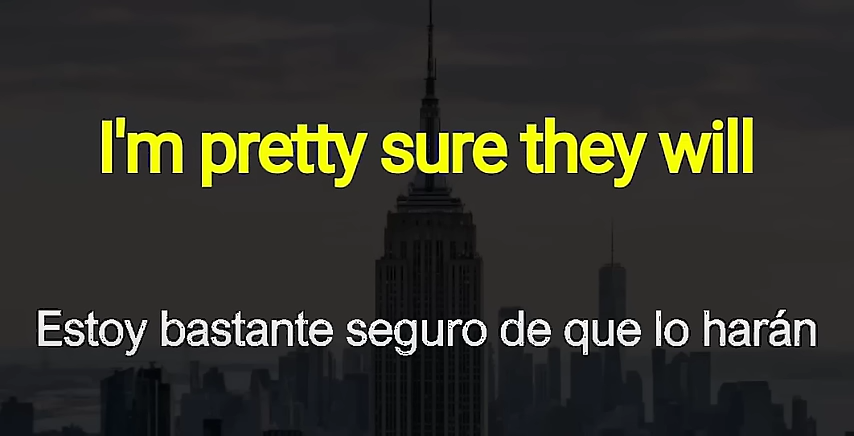 I'm pretty sure they will
Estoy bastante seguro de que lo harán